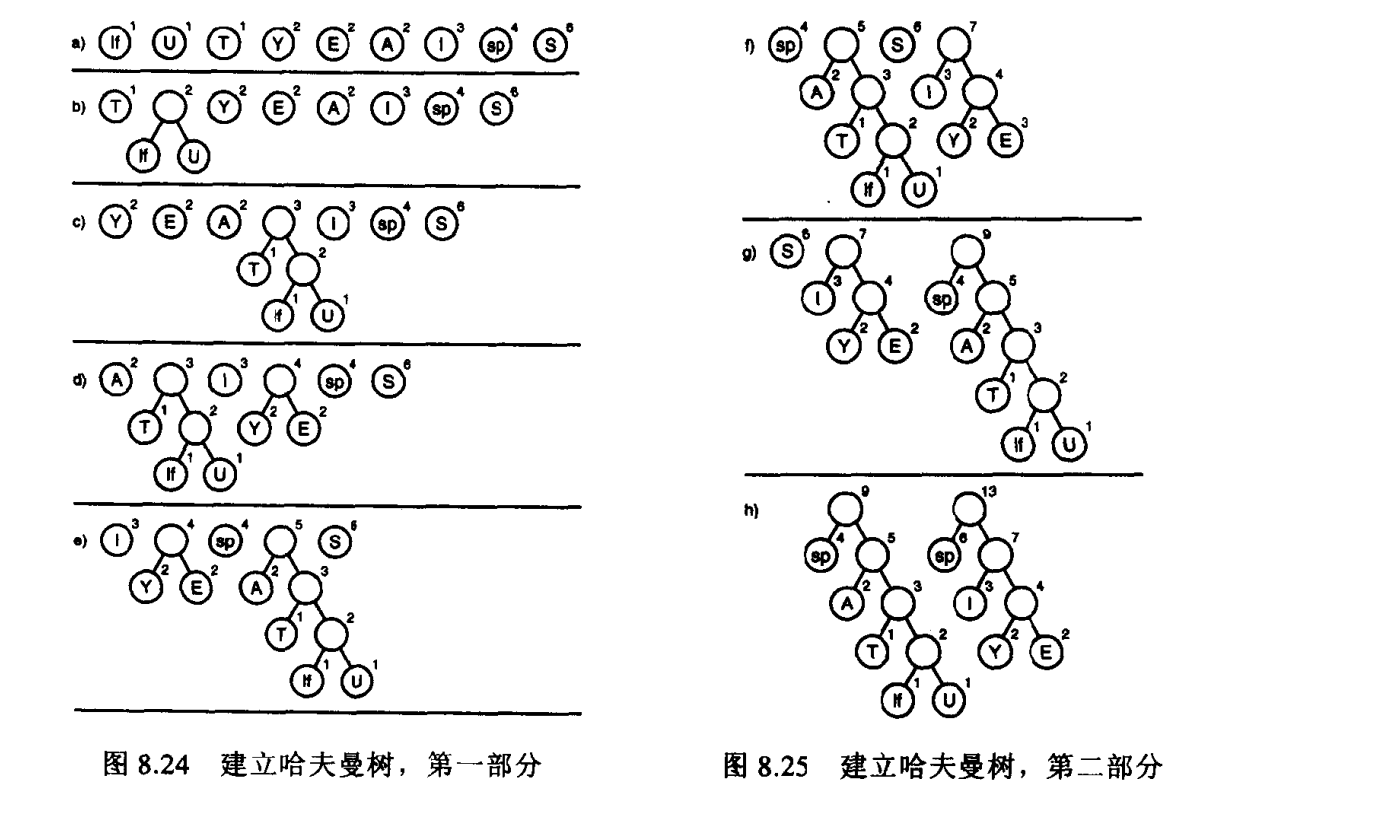 a) lf 1 U 1 T 1 Y 2 E 2 A 2 I 3 sp 4 S 6
b) T 1 2 Y 2 E 2 A 2 I 3 sp 4 S 6
lf U
c) Y 2 E 2 A 2 3 I 3 sp 4 S 6
T 1 2
lf 1 U 1
d) A 2 3 I 3 4 sp 4 S 6
T 1 2 Y 2 E 2
lf 1 U 1
e) I 3 4 sp 4 5 S 6
Y 2 E 2 A 2 3
T 1 2
lf 1 U 1
图 8.24 建立哈夫曼树，第一部分
f) sp 4 5 S 6 7
A 2 3 I 3 4
T 1 2 Y 2 E 3
lf 1 U 1
g) S 6 7 9
I 3 4 sp 4 5
Y 2 E 2 A 2 3
T 1 2
lf 1 U 1
h) 9 13
sp 4 5 sp 6 7
A 2 3 I 3 4
T 1 2 Y 2 E 2
lf 1 U 1
图 8.25 建立哈夫曼树，第二部分